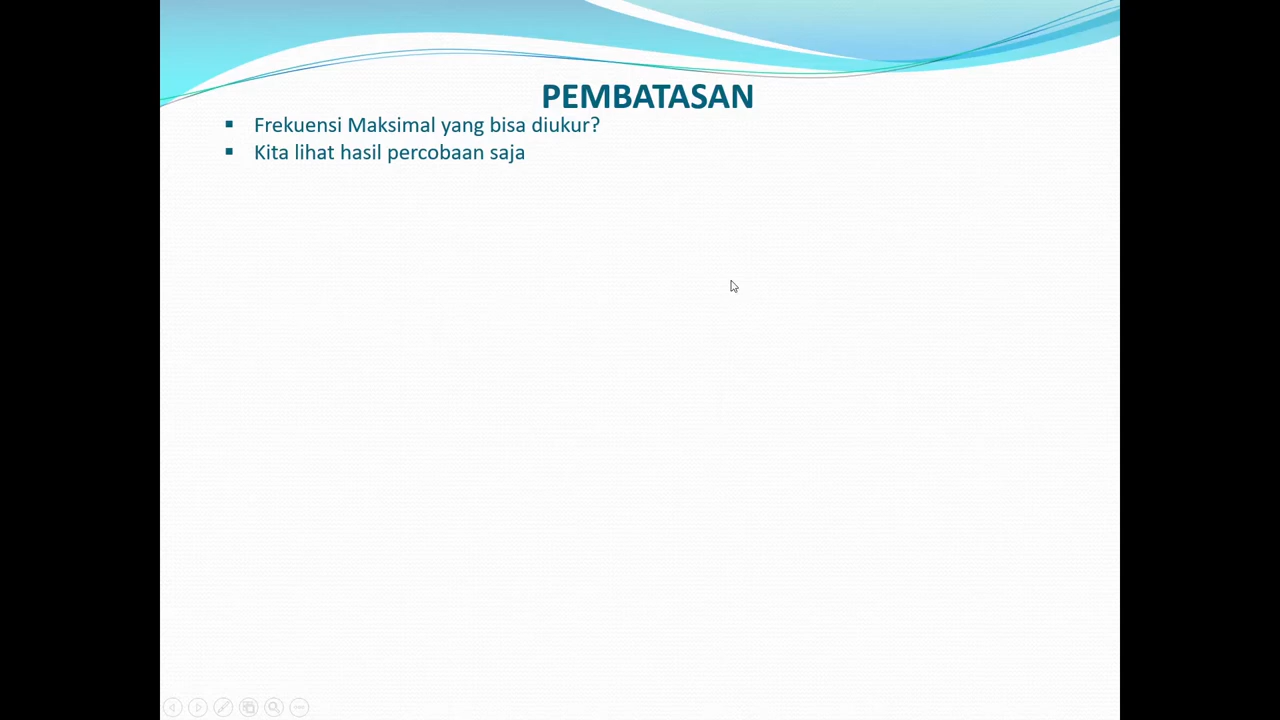 PEMBATASAN
▪ Frekuensi Maksimal yang bisa diukur?
▪ Kita lihat hasil percobaan saja